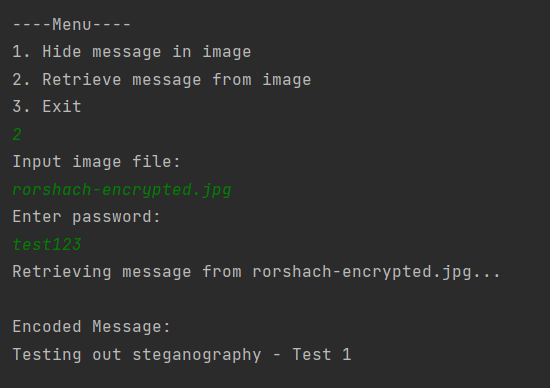 ----Menu----
1. Hide message in image
2. Retrieve message from image
3. Exit
2
Input image file:
rorshach-encrypted.jpg
Enter password:
test123
Retrieving message from rorshach-encrypted.jpg...
Encoded Message:
Testing out steganography - Test 1